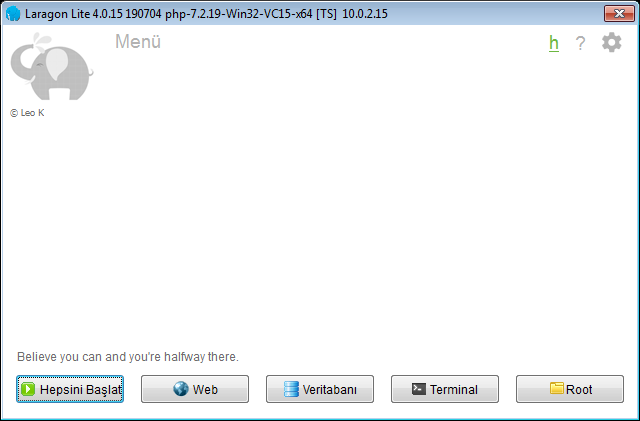 Laragon Lite 4.0.15 190704 php-7.2.19-Win32-VC15-x64 [TS] 10.0.2.15
Menü
h ?
© Leo K
Believe you can and you're halfway there.
Hepsini Başlat Web Veritabanı Terminal Root